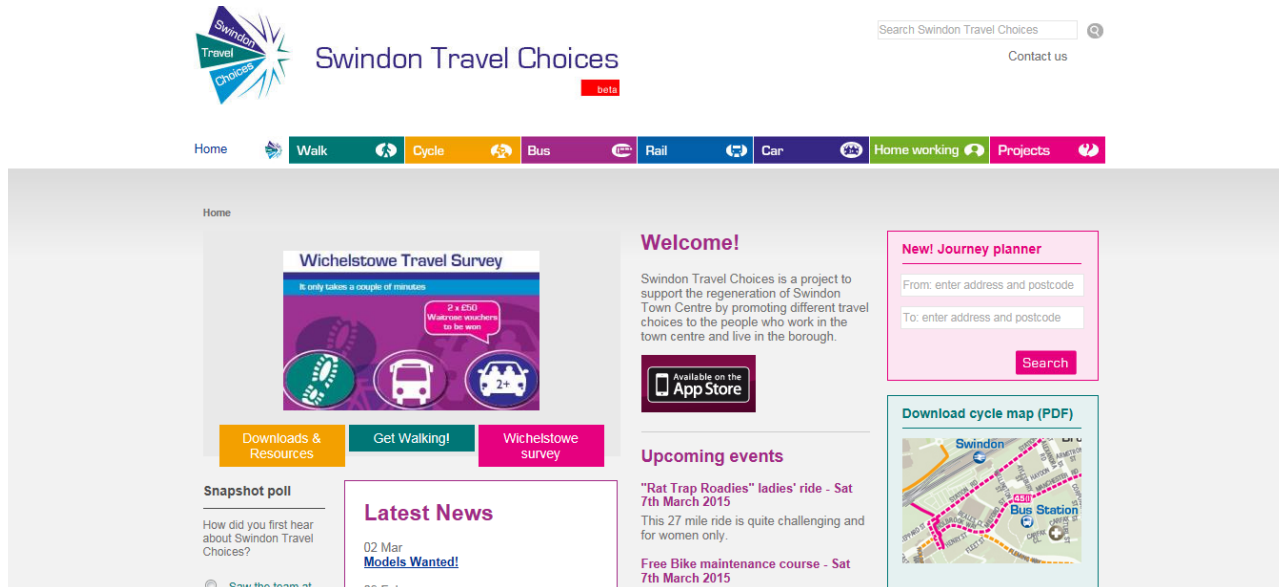 Swindon
Travel
Choices
Swindon Travel Choices
beta
Search Swindon Travel Choices
Contact us
Home
Walk
Cycle
Bus
Rail
Car
Home working
Projects
Home
Wichelstowe Travel Survey
It only takes a couple of minutes
2 x £50
Waitrose vouchers
to be won
2+
Downloads &
Resources
Get Walking!
Wichelstowe
survey
Snapshot poll
How did you first hear
about Swindon Travel
Choices?
Saw the team at
Latest News
02 Mar
Models Wanted!
Welcome!
Swindon Travel Choices is a project to
support the regeneration of Swindon
Town Centre by promoting different travel
choices to the people who work in the
town centre and live in the borough.
Available on the
App Store
Upcoming events
"Rat Trap Roadies" ladies' ride - Sat
7th March 2015
This 27 mile ride is quite challenging and
for women only.
Free Bike maintenance course - Sat
7th March 2015
New! Journey planner
From: enter address and postcode
To: enter address and postcode
Search
Download cycle map (PDF)
Swindon
Bus Station